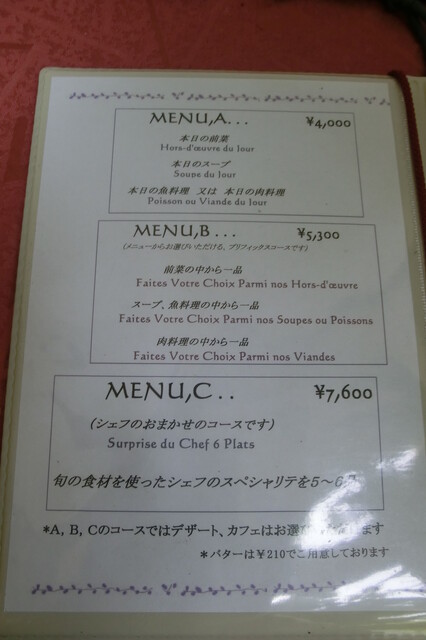 MENU,A... ¥4,000
本日の前菜
Hors-d'œuvre du Jour
本日のスープ
Soupe du Jour
本日の魚料理 又は 本日の肉料理
Poisson ou Viande du Jour
MENU,B... ¥5,300
(メニューからお選びいただける、プリフィックスコースです)
前菜の中から一品
Faites Votre Choix Parmi nos Hors-d'œuvre
スープ、魚料理の中から一品
Faites Votre Choix Parmi nos Soupes ou Poissons
肉料理の中から一品
Faites Votre Choix Parmi nos Viandes
MENU,C.. ¥7,600
(シェフのおまかせのコースです)
Surprise du Chef 6 Plats
旬の食材を使ったシェフのスペシャリテを5～6
*A, B, Cのコースではデザート、カフェはお選び
*バターは¥210でご用意しております